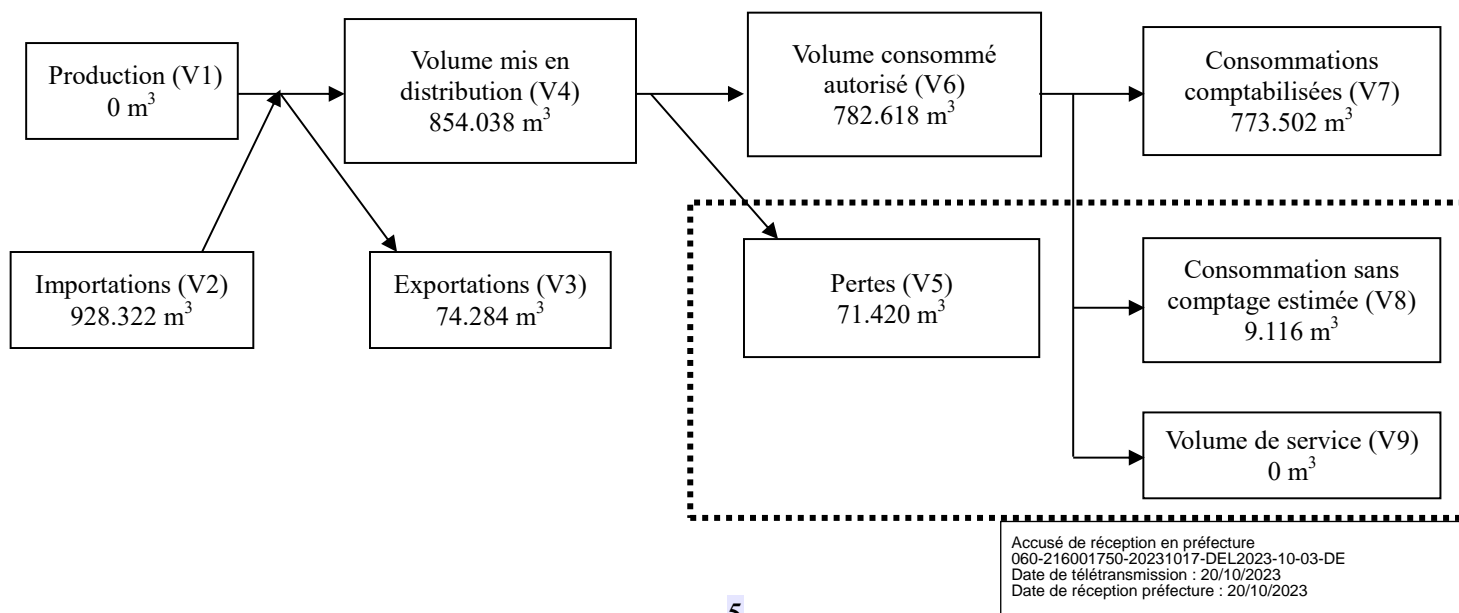 Production (V1)
0 m³
Volume mis en
distribution (V4)
854.038 m³
Volume consommé
autorisé (V6)
782.618 m³
Consommations
comptabilisées (V7)
773.502 m³
Importations (V2)
928.322 m³
Exportations (V3)
74.284 m³
Pertes (V5)
71.420 m³
Consommation sans
comptage estimée (V8)
9.116 m³
Volume de service (V9)
0 m³
Accusé de réception en préfecture
060-216001750-20231017-DEL2023-10-03-DE
Date de télétransmission : 20/10/2023
Date de réception préfecture : 20/10/2023
5